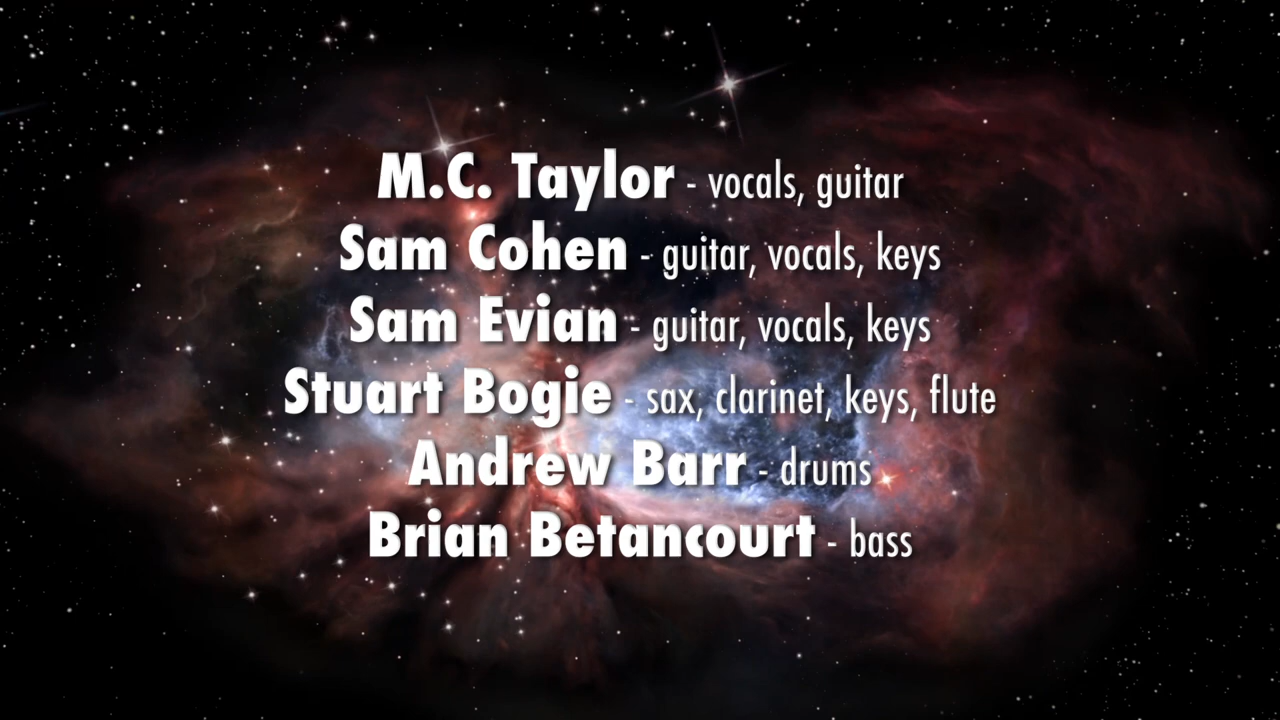 M.C. Taylor - vocals, guitar
Sam Cohen - guitar, vocals, keys
Sam Evian - guitar, vocals, keys
Stuart Bogie - sax, clarinet, keys, flute
Andrew Barr - drums
Brian Betancourt - bass